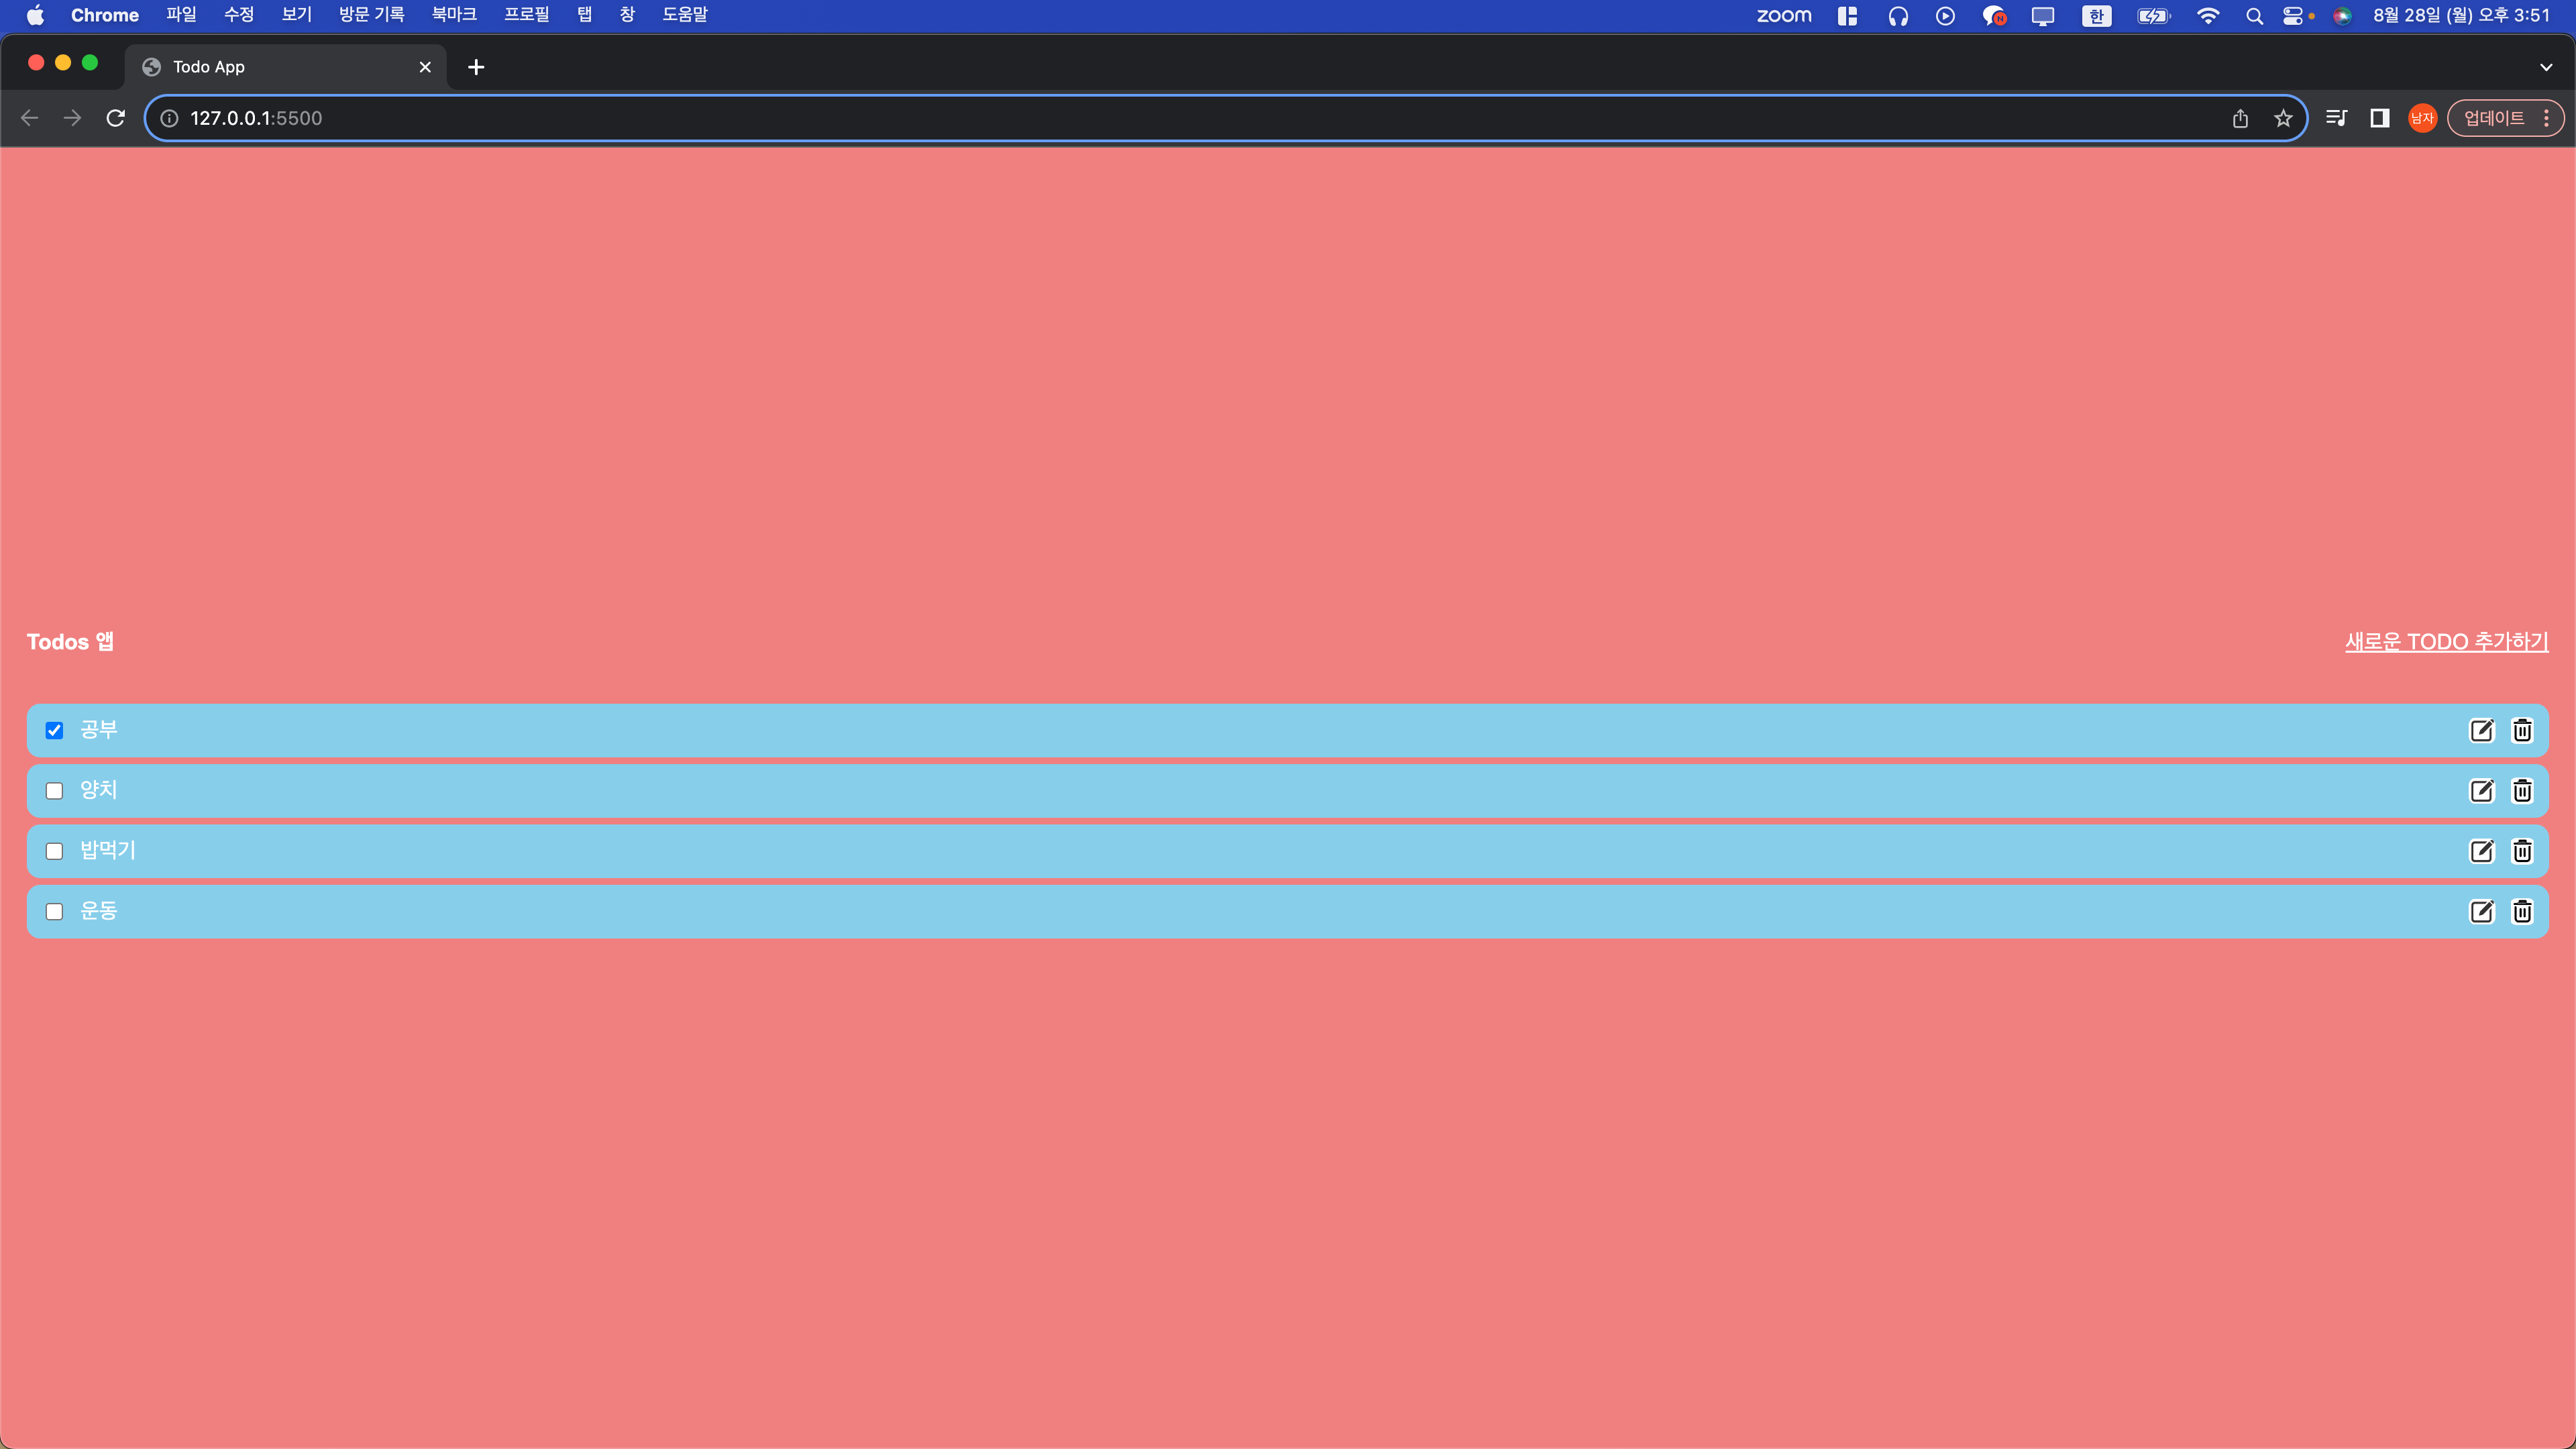 Chrome 파일 수정 보기 방문 기록 북마크 프로필 탭 창 도움말 zoom N 한 8월 28일 (월) 오후 3:51
Todo App
127.0.0.1:5500 남자 업데이트
Todos 앱 새로운 TODO 추가하기
공부
양치
밥먹기
운동